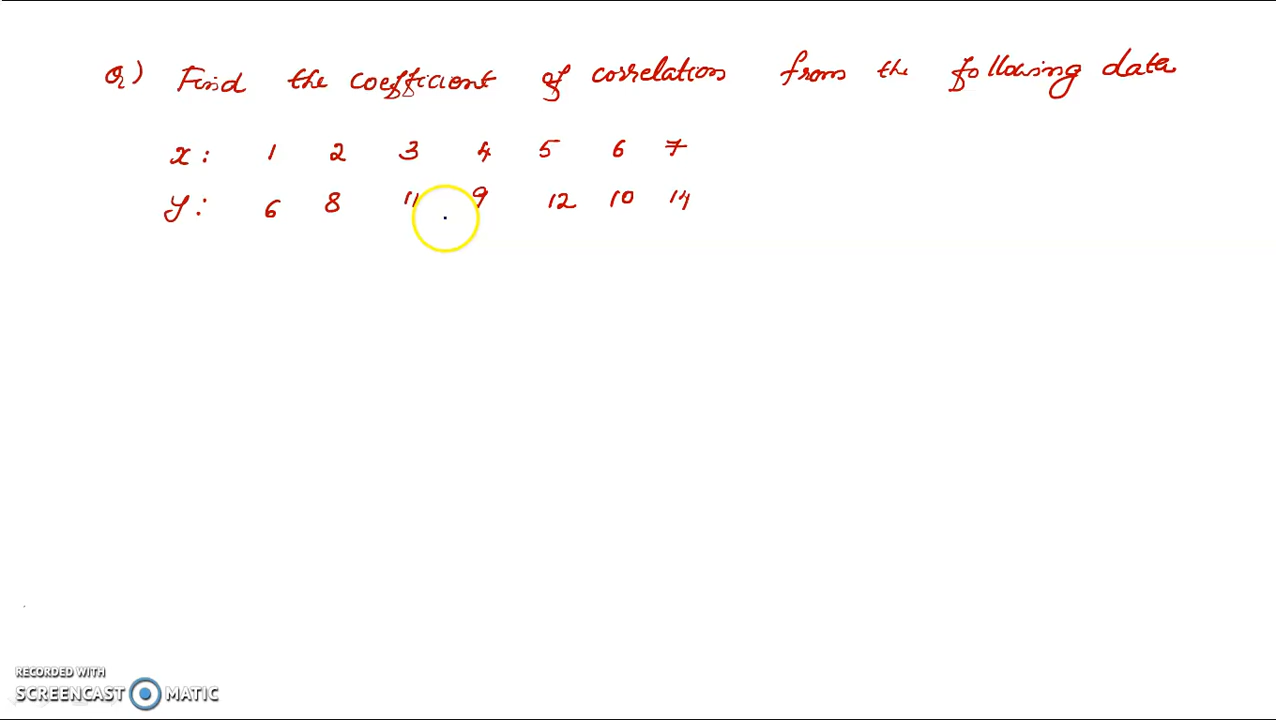 Q) Find the coefficient of correlation from the following data
x: 1 2 3 4 5 6 7
y: 6 8 11 9 12 10 14
RECORDED WITH
SCREENCAST MATIC